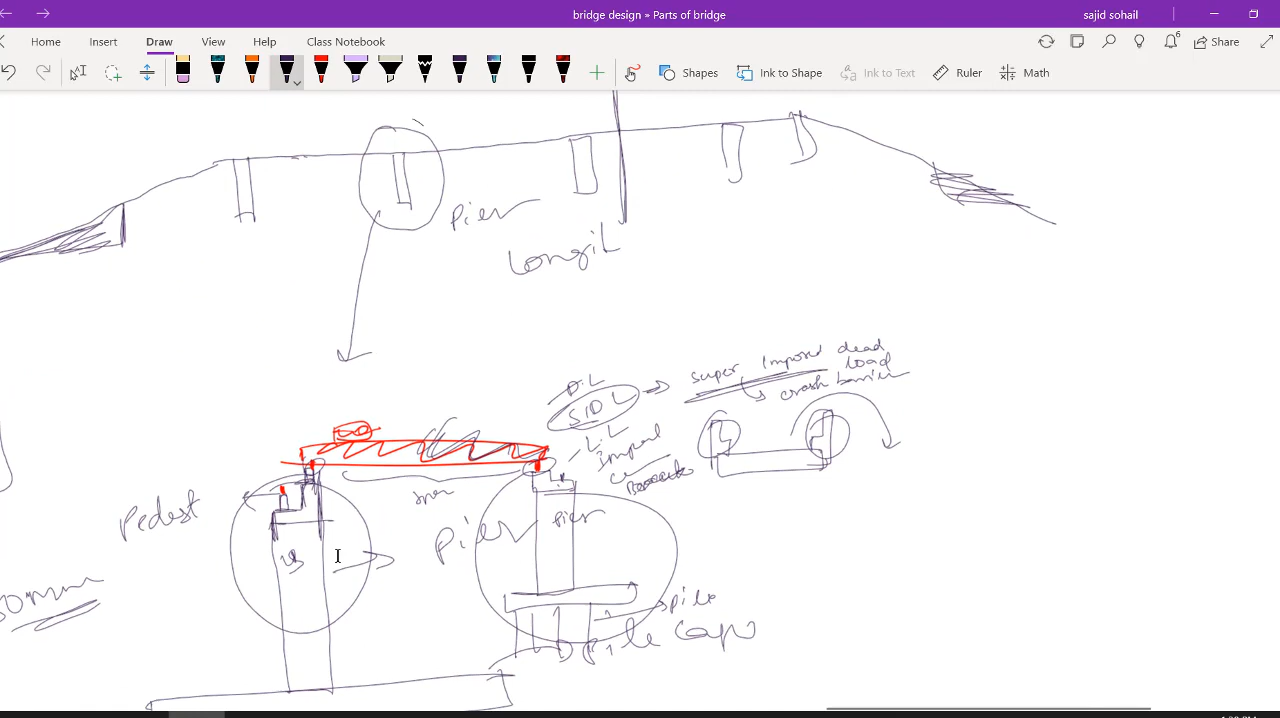 bridge design » Parts of bridge
sajid sohail
Home Insert Draw View Help Class Notebook
Share
Shapes
Ink to Shape
Ink to Text
Ruler
Math
Pier
Longit
super imposed dead
load
crash barrier
D.L
SIDL
L.L
Impact
span
Pedest
Pier
Pier
pile
pile cap